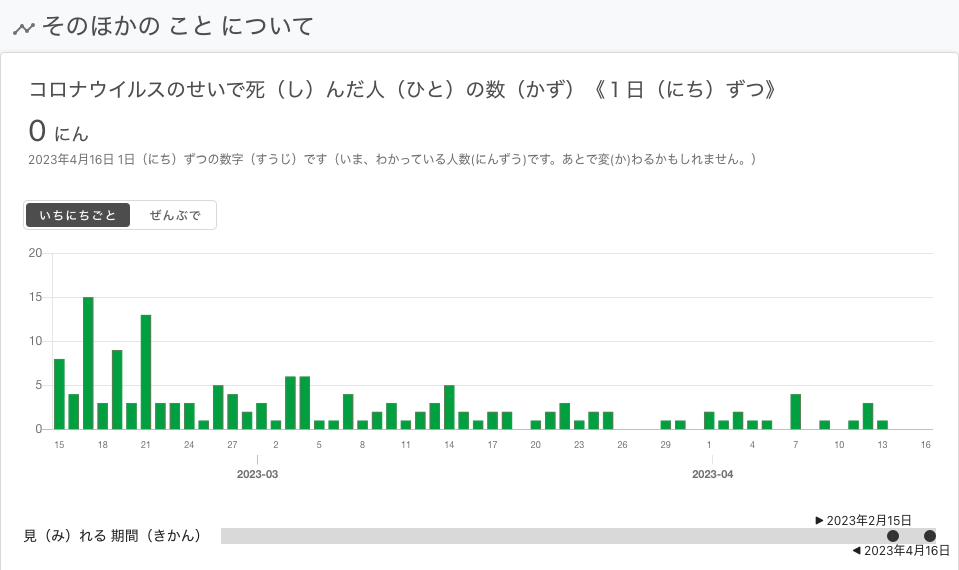 そのほかの こと について
コロナウイルスのせいで死（し）んだ人（ひと）の数（かず）《１日（にち）ずつ》
0 にん
2023年4月16日 1日（にち）ずつの数字（すうじ）です（いま、わかっている人数(にんずう)です。あとで変(か)わるかもしれません。）
いちにちごと ぜんぶで
20
15
10
5
0
15 18 21 24 27 2 5 8 11 14 17 20 23 26 29 1 4 7 10 13 16
2023-03 2023-04
▶ 2023年2月15日
見（み）れる 期間（きかん）
◀ 2023年4月16日